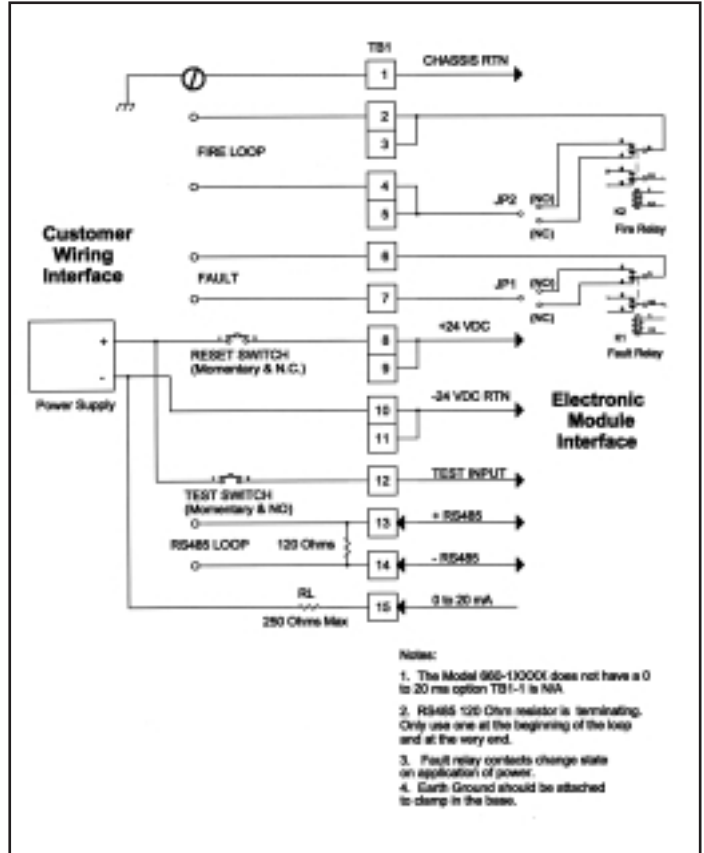 TB1
1
CHASSIS RTN
2
3
FIRE LOOP
4
5
JP2
(NO)
(NC)
K2
Fire Relay
Customer
Wiring
Interface
6
FAULT
7
JP1
(NO)
(NC)
K1
Fault Relay
+
-
Power Supply
8
+24 VDC
RESET SWITCH
(Momentary & N.C.)
9
10
-24 VDC RTN
11
Electronic
Module
Interface
12
TEST INPUT
TEST SWITCH
(Momentary & NO)
13
+ RS485
RS485 LOOP
120 Ohms
14
- RS485
RL
15
0 to 20 mA
250 Ohms Max
Notes:
1. The Model 660-1XXXX does not have a 0
to 20 ma option TB1-1 is N/A
2. RS485 120 Ohm resistor is terminating.
Only use one at the beginning of the loop
and at the very end.
3. Fault relay contacts change state
on application of power.
4. Earth Ground should be attached
to clamp in the base.